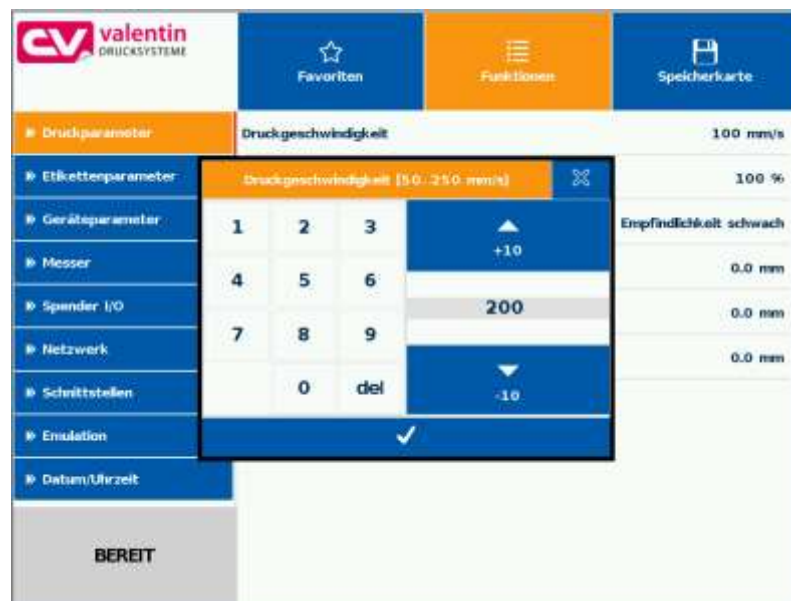 CV valentin
DRUCKSYSTEME
Favoriten
Funktionen
Speicherkarte
Druckparameter
Druckgeschwindigkeit
100 mm/s
Etikettenparameter
Druckgeschwindigkeit [50..250 mm/s]
100 %
Geräteparameter
1 2 3
+10
Empfindlichkeit schwach
Messer
0.0 mm
4 5 6
Spender I/O
200
0.0 mm
7 8 9
Netzwerk
0.0 mm
0 del
-10
Schnittstellen
Emulation
Datum/Uhrzeit
BEREIT